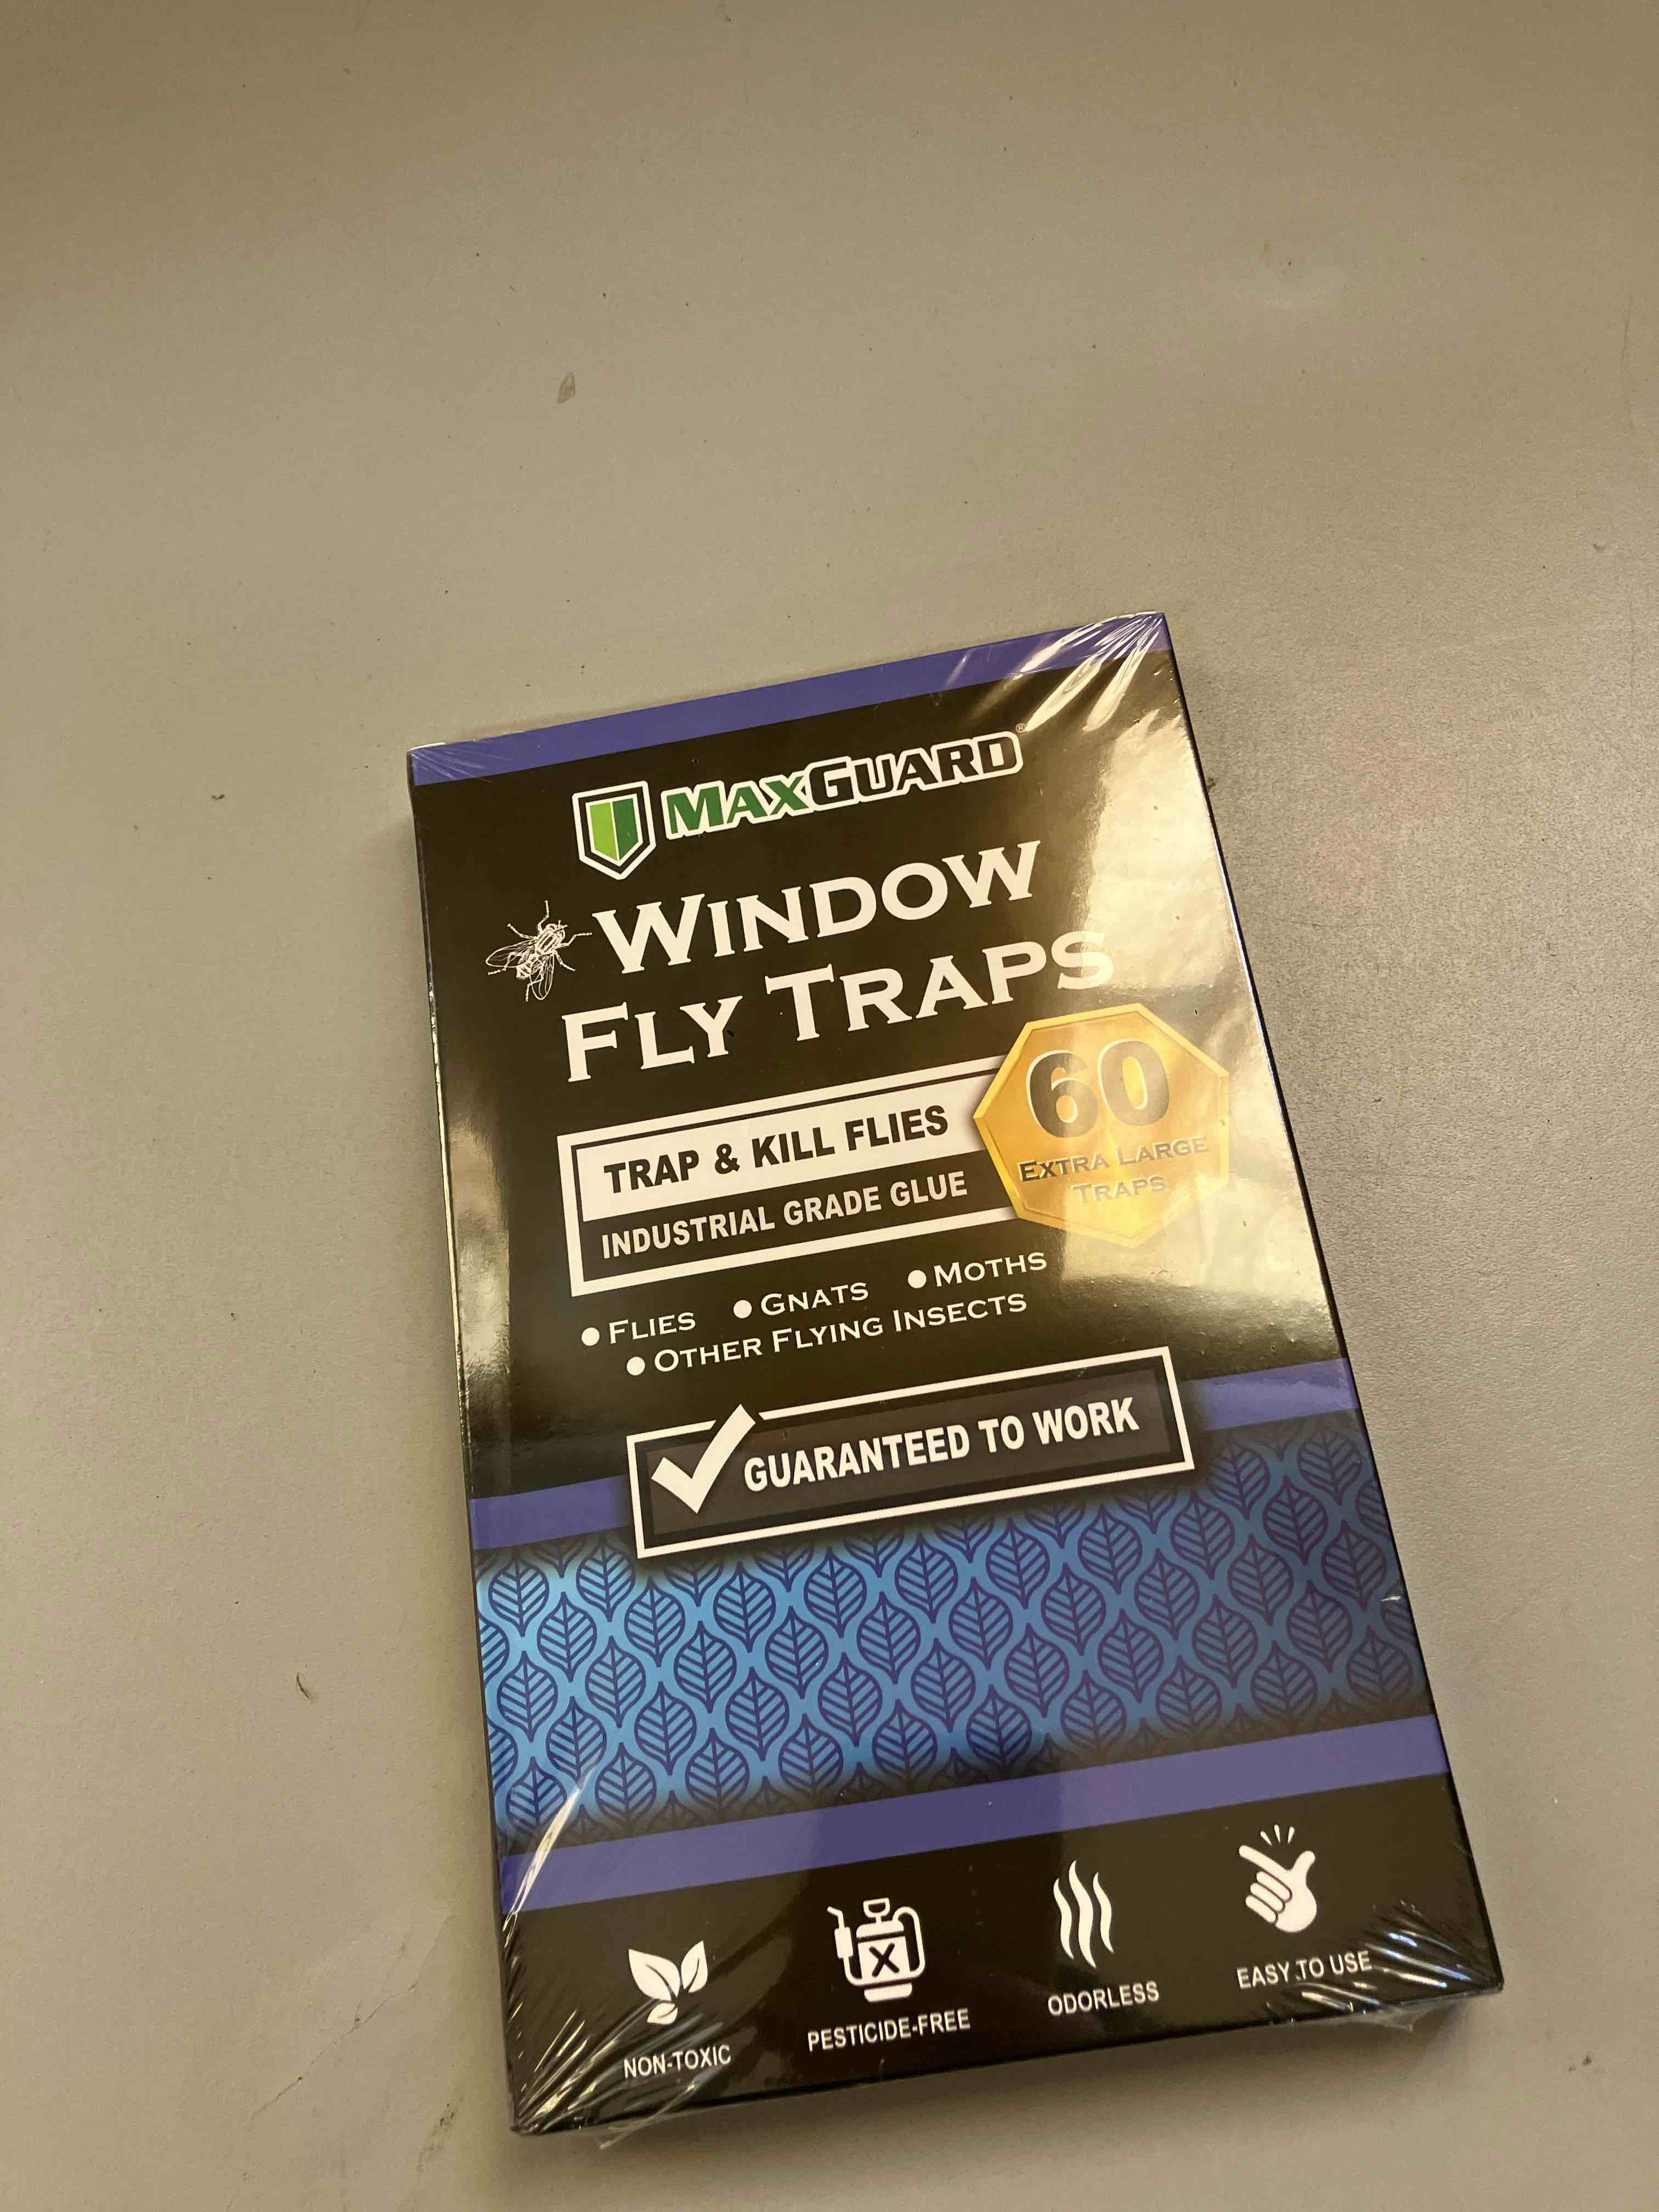 MAXGUARD®
WINDOW
FLY TRAPS
TRAP & KILL FLIES
INDUSTRIAL GRADE GLUE
60
EXTRA LARGE
TRAPS
• FLIES • GNATS • MOTHS
• OTHER FLYING INSECTS
GUARANTEED TO WORK
NON-TOXIC
PESTICIDE-FREE
ODORLESS
EASY TO USE